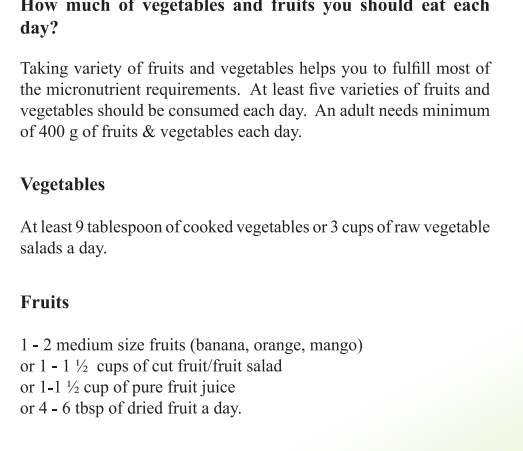 How much of vegetables and fruits you should eat each
day?
Taking variety of fruits and vegetables helps you to fulfill most of
the micronutrient requirements. At least five varieties of fruits and
vegetables should be consumed each day. An adult needs minimum
of 400 g of fruits & vegetables each day.
Vegetables
At least 9 tablespoon of cooked vegetables or 3 cups of raw vegetable
salads a day.
Fruits
1 - 2 medium size fruits (banana, orange, mango)
or 1 - 1 ½ cups of cut fruit/fruit salad
or 1-1 ½ cup of pure fruit juice
or 4 - 6 tbsp of dried fruit a day.